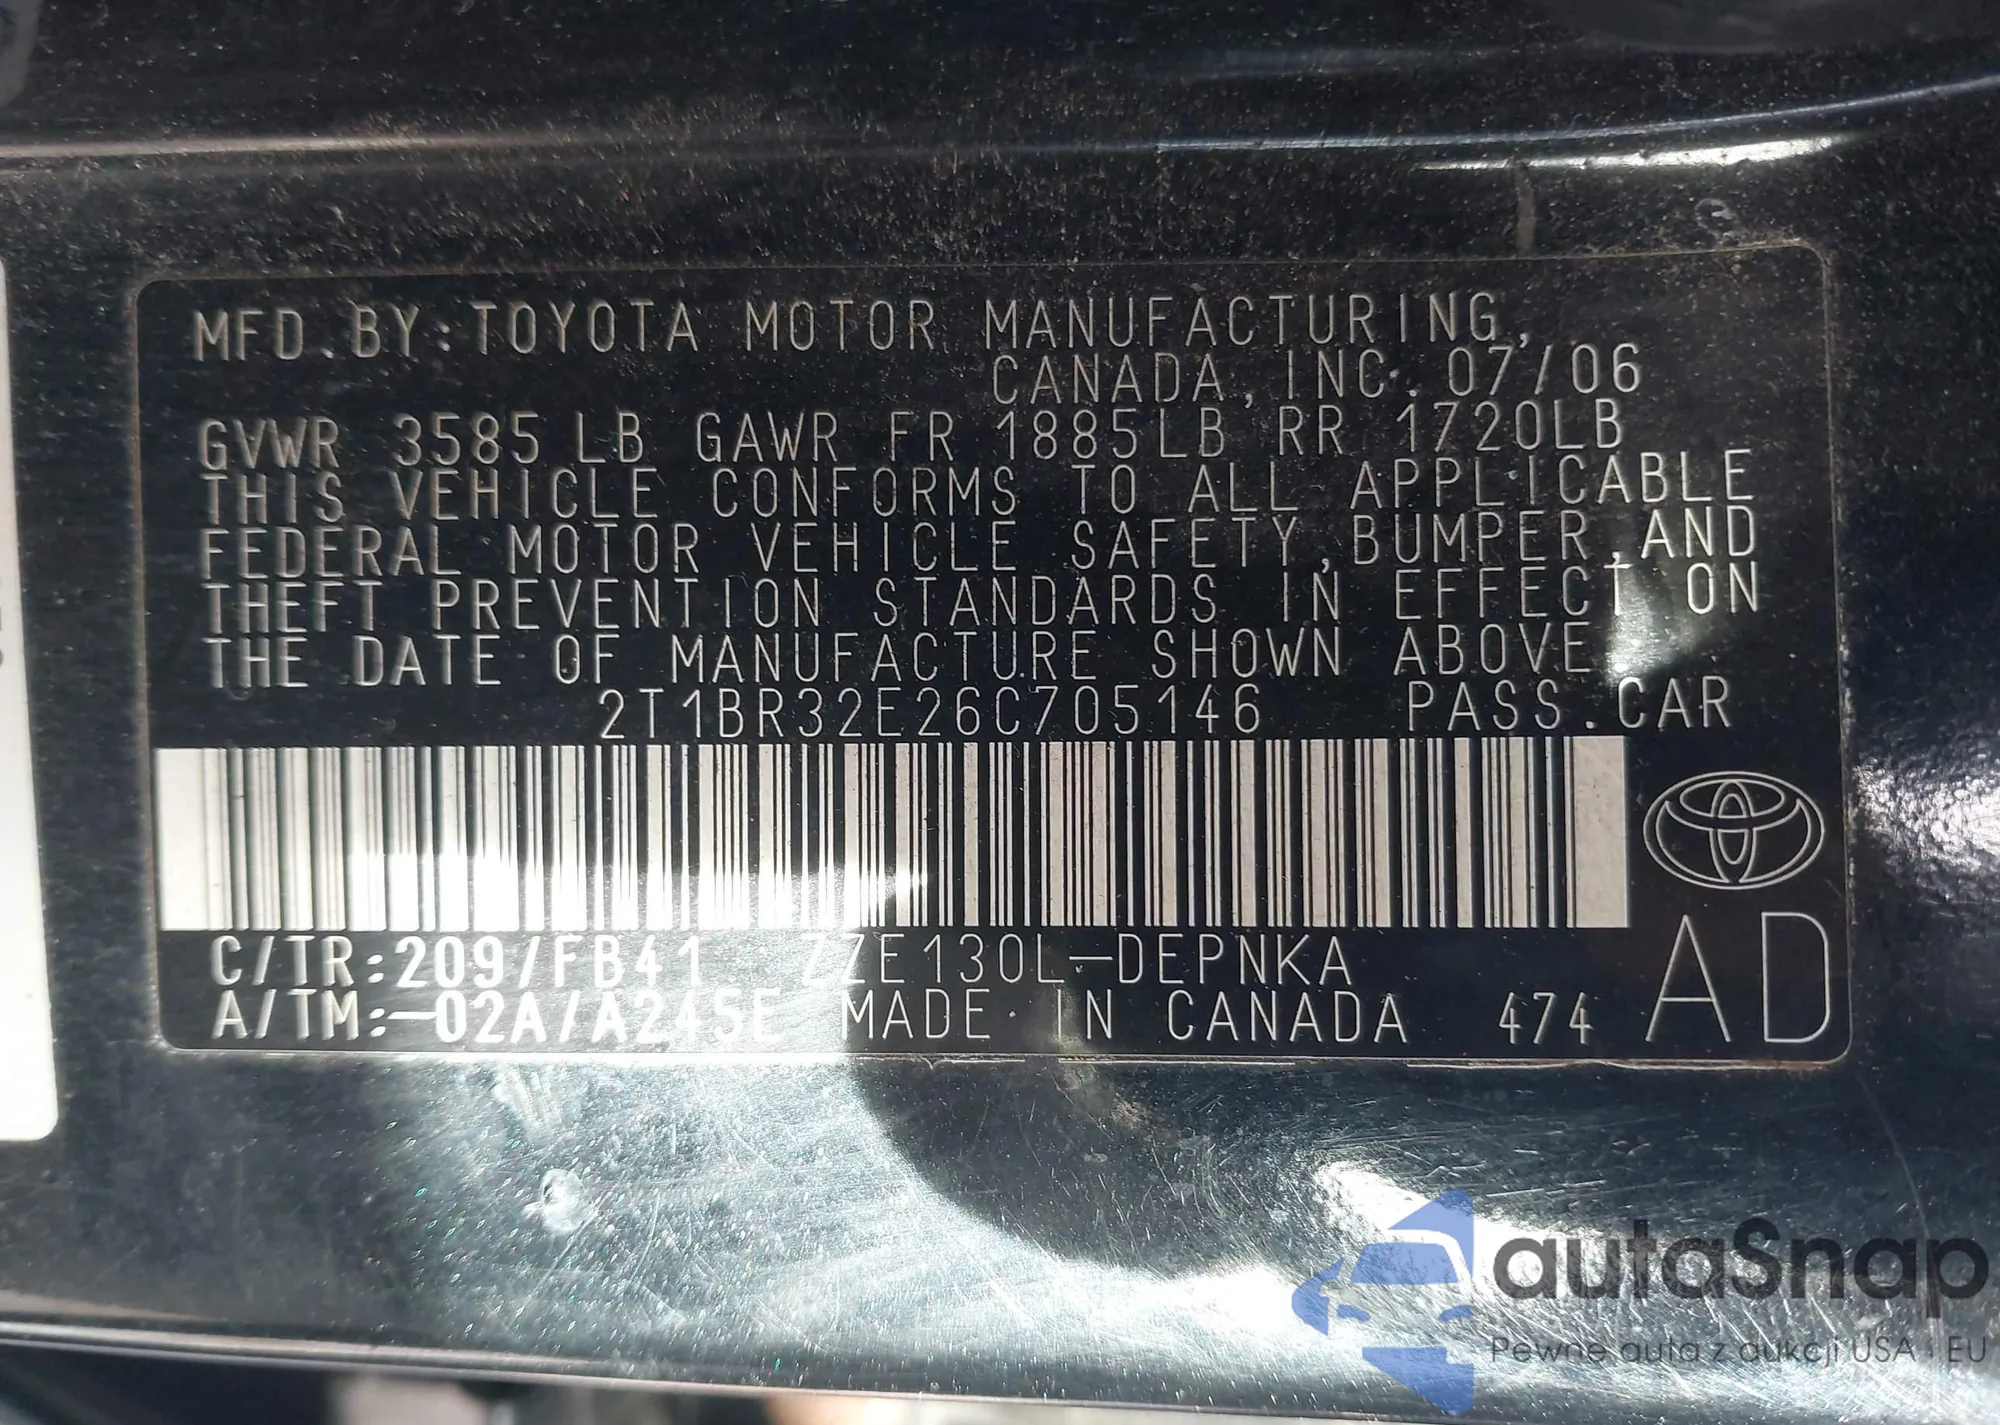 MFD.BY:TOYOTA MOTOR MANUFACTURING,
CANADA,INC. 07/06
GVWR 3585LB GAWR FR 1885LB RR 1720LB
THIS VEHICLE CONFORMS TO ALL APPLICABLE
FEDERAL MOTOR VEHICLE SAFETY,BUMPER,AND
THEFT PREVENTION STANDARDS IN EFFECT ON
THE DATE OF MANUFACTURE SHOWN ABOVE.
2T1BR32E26C705146 PASS.CAR
C/TR:209/FB41 ZZE130L-DEPNKA
A/TM:-02A/A245E MADE IN CANADA 474
AD
autaSnap
Pewne auta z aukcji USA i EU